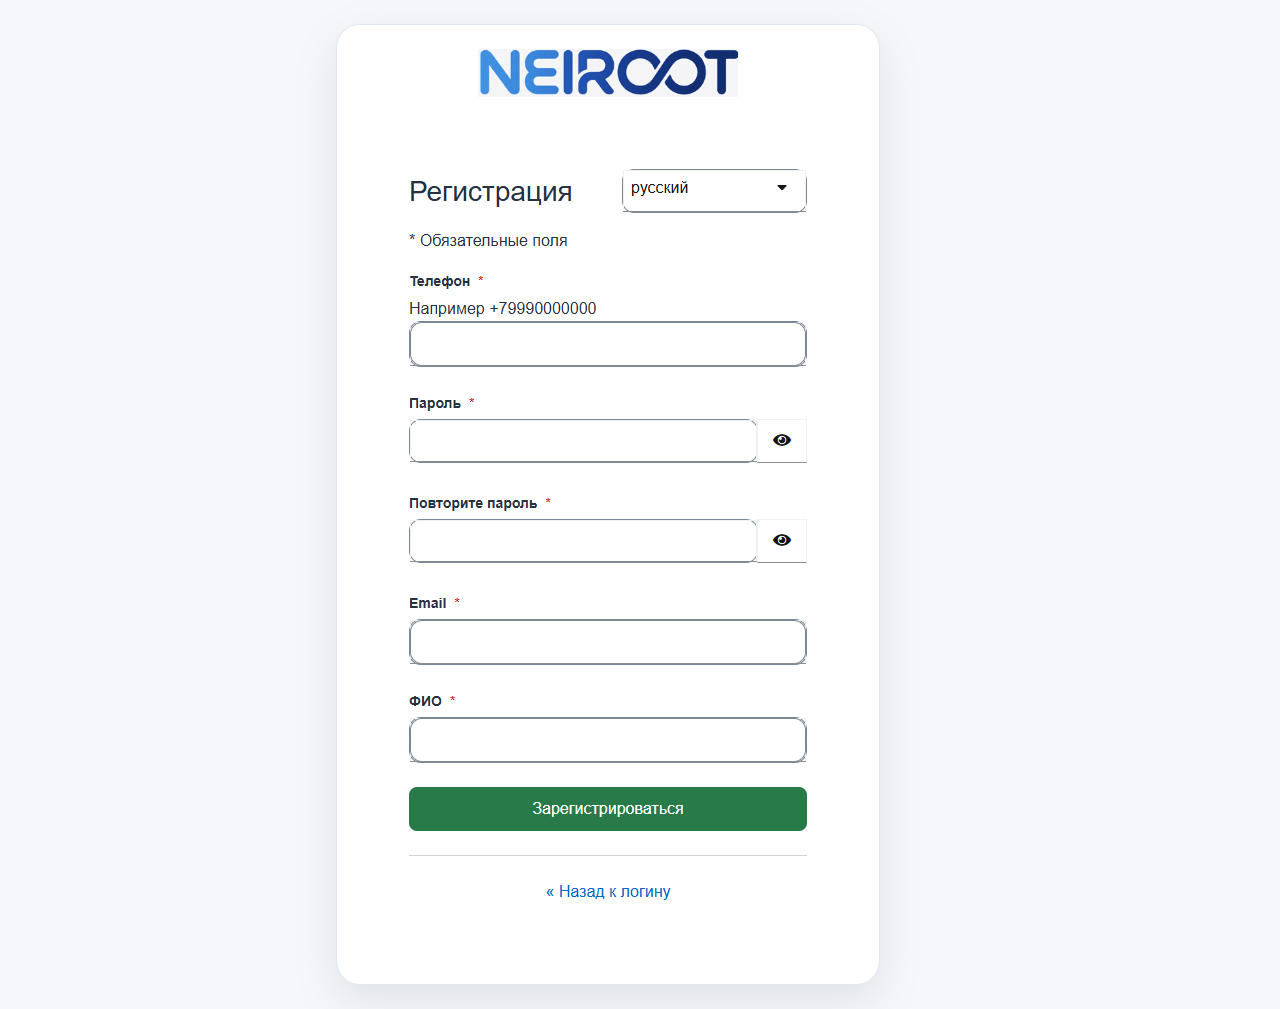 NEIROOT
Регистрация
русский
* Обязательные поля
Телефон *
Например +79990000000
Пароль *
Повторите пароль *
Email *
ФИО *
Зарегистрироваться
« Назад к логину